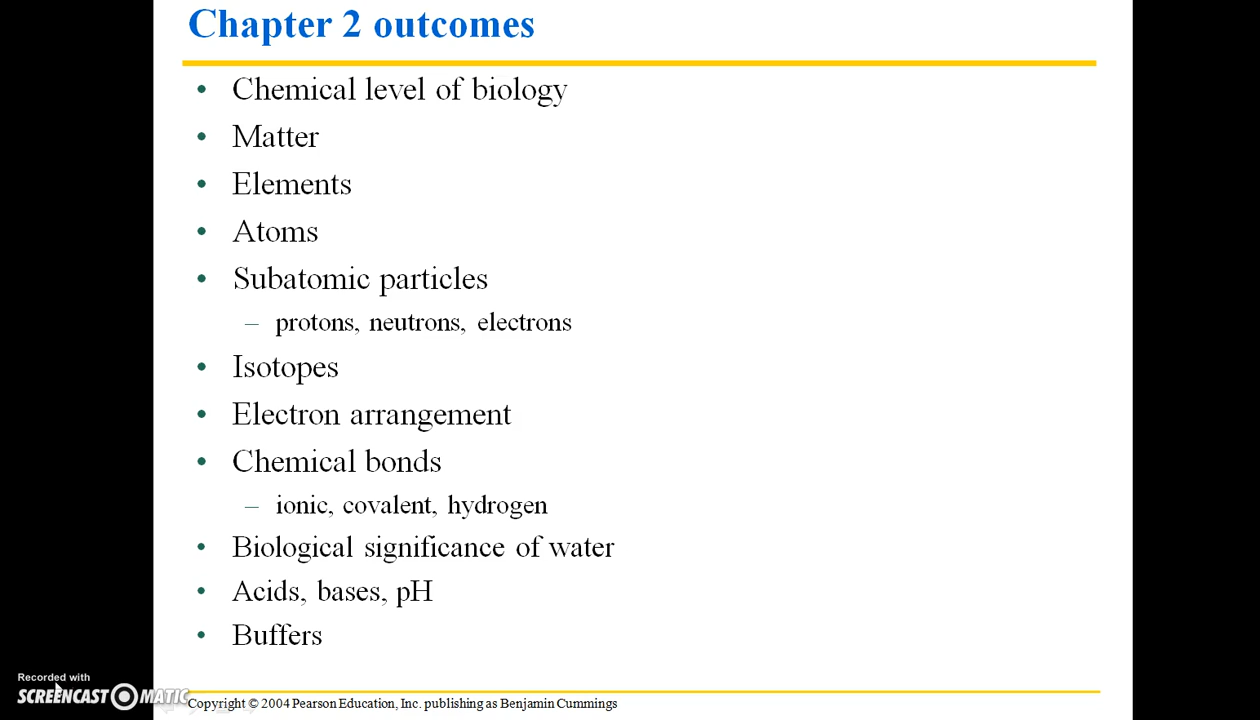 Chapter 2 outcomes
• Chemical level of biology
• Matter
• Elements
• Atoms
• Subatomic particles
– protons, neutrons, electrons
• Isotopes
• Electron arrangement
• Chemical bonds
– ionic, covalent, hydrogen
• Biological significance of water
• Acids, bases, pH
• Buffers
Recorded with
SCREENCAST-O-MATIC
Copyright © 2004 Pearson Education, Inc. publishing as Benjamin Cummings